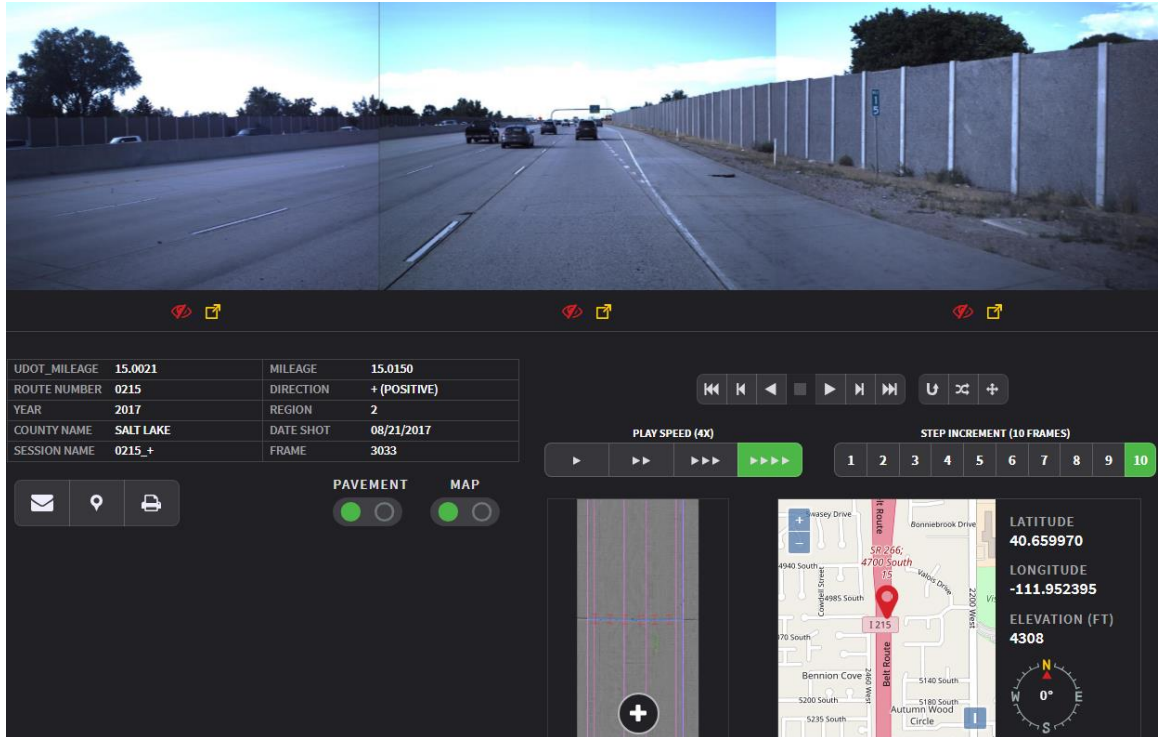 15
UDOT_MILEAGE 15.0021 MILEAGE 15.0150
ROUTE NUMBER 0215 DIRECTION + (POSITIVE)
YEAR 2017 REGION 2
COUNTY NAME SALT LAKE DATE SHOT 08/21/2017
SESSION NAME 0215_+ FRAME 3033
PAVEMENT MAP
PLAY SPEED (4X)
STEP INCREMENT (10 FRAMES)
1 2 3 4 5 6 7 8 9 10
+
−
Swasey Drive
lt Route
Bonniebrook Drive
SR 266;
4700 South
15
4940 South
Valois Drive
Cowdell Street
4985 South
2200 West
I 215
Belt Route
Bennion Cove
2460 West
5140 South
5200 South
5180 South
Autumn Wood
Circle
5235 South
LATITUDE
40.659970
LONGITUDE
-111.952395
ELEVATION (FT)
4308
N
W 0° E
S